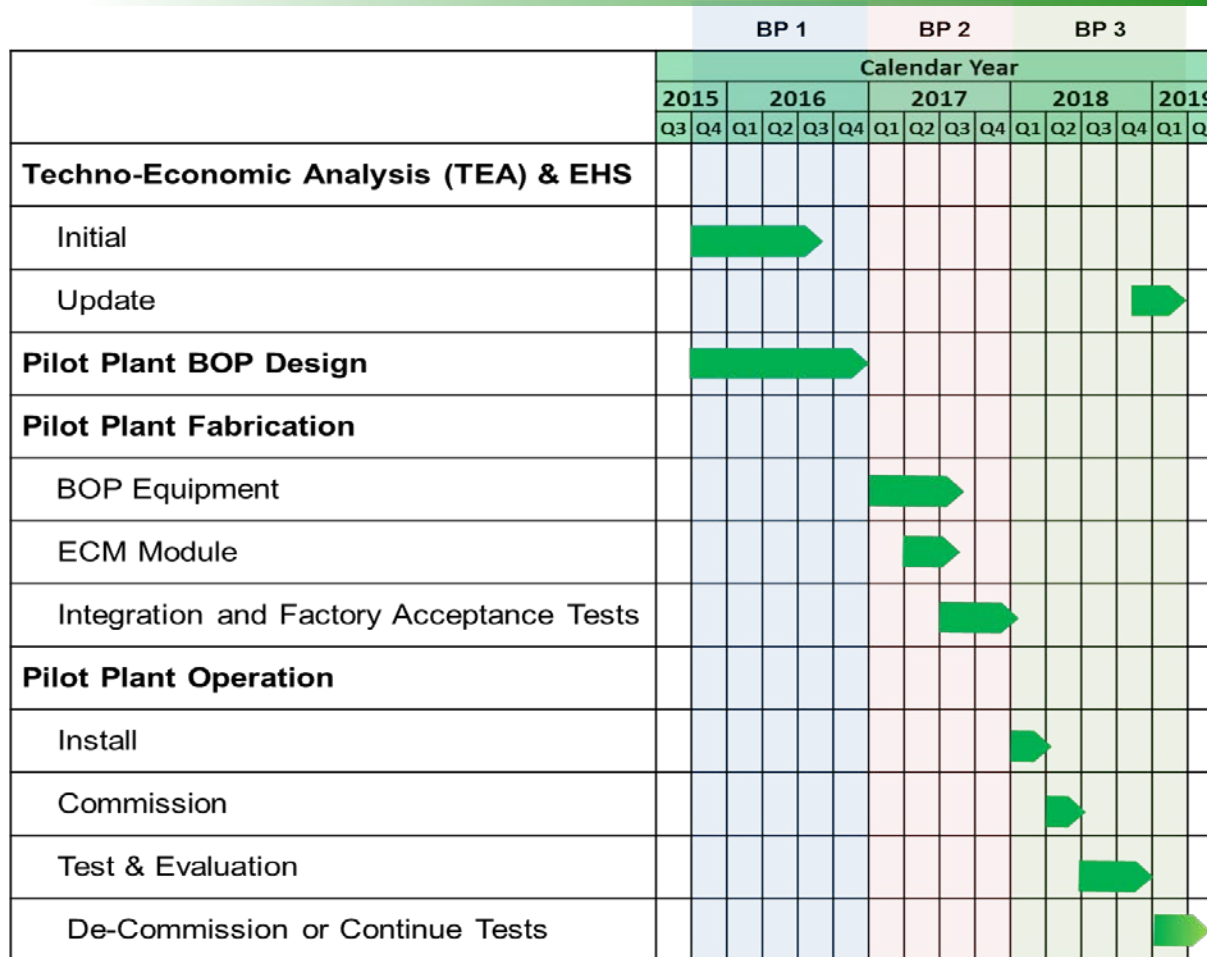 BP 1 BP 2 BP 3
Calendar Year
2015 2016 2017 2018 2019
Q3 Q4 Q1 Q2 Q3 Q4 Q1 Q2 Q3 Q4 Q1 Q2 Q3 Q4 Q1
Techno-Economic Analysis (TEA) & EHS
Initial
Update
Pilot Plant BOP Design
Pilot Plant Fabrication
BOP Equipment
ECM Module
Integration and Factory Acceptance Tests
Pilot Plant Operation
Install
Commission
Test & Evaluation
De-Commission or Continue Tests